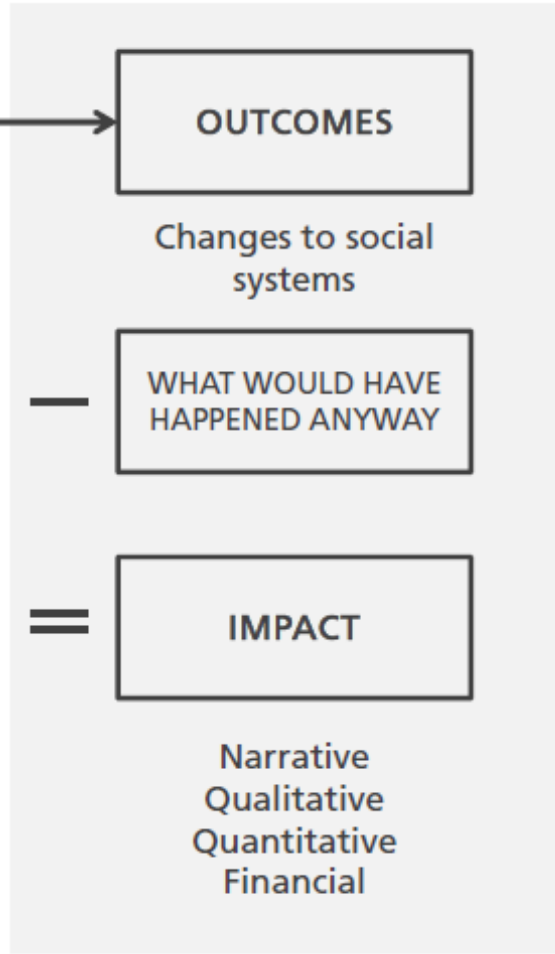 OUTCOMES
Changes to social
systems
WHAT WOULD HAVE
HAPPENED ANYWAY
IMPACT
Narrative
Qualitative
Quantitative
Financial